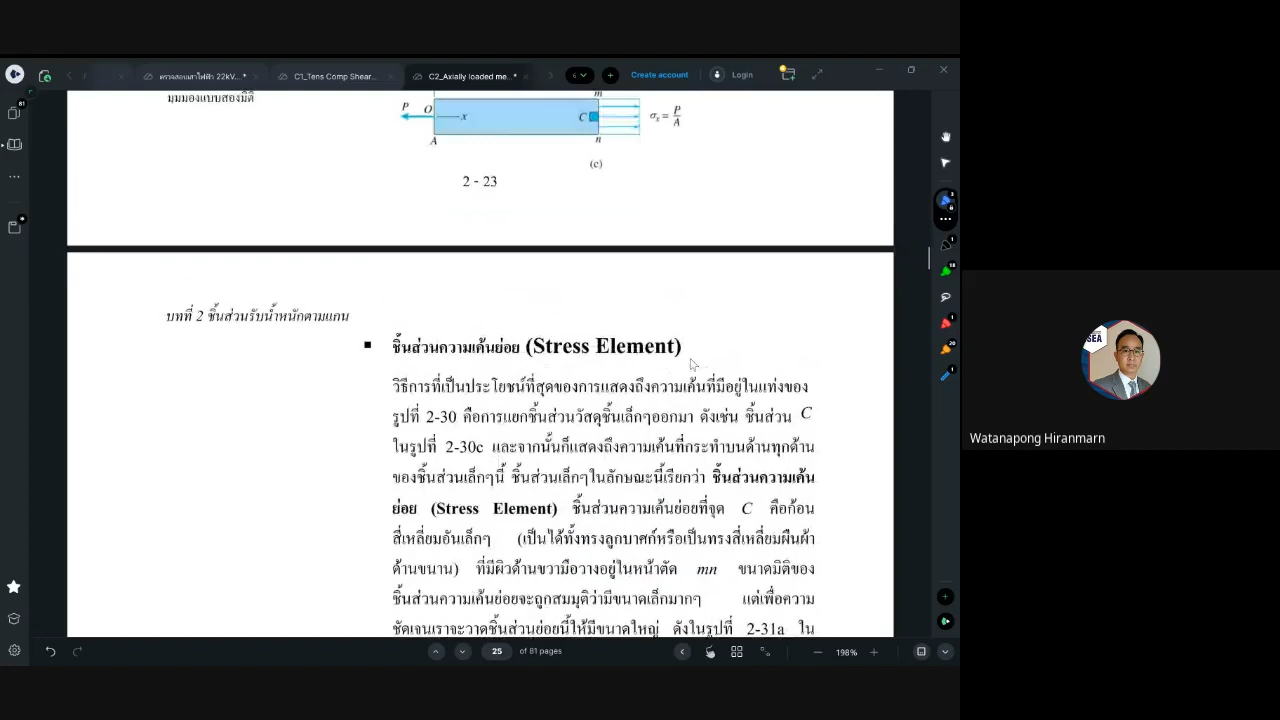 ตรวจสอบเสาไฟฟ้า 22kV...*
C1_Tens Comp Shear...
C2_Axially loaded me...*
6
Create account
Login
81
มุมมองแบบสองมิติ
P
O
x
A
C
m
n
σx = P/A
(c)
2 - 23
บทที่ 2 ชิ้นส่วนรับน้ำหนักตามแกน
▪ ชิ้นส่วนความเค้นย่อย (Stress Element)
วิธีการที่เป็นประโยชน์ที่สุดของการแสดงถึงความเค้นที่มีอยู่ในแท่งของ
รูปที่ 2-30 คือการแยกชิ้นส่วนวัสดุชิ้นเล็กๆออกมา ดังเช่น ชิ้นส่วน C
ในรูปที่ 2-30c และจากนั้นก็แสดงถึงความเค้นที่กระทำบนด้านทุกด้าน
ของชิ้นส่วนเล็กๆนี้ ชิ้นส่วนเล็กๆในลักษณะนี้เรียกว่า ชิ้นส่วนความเค้น
ย่อย (Stress Element) ชิ้นส่วนความเค้นย่อยที่จุด C คือก้อน
สี่เหลี่ยมอันเล็กๆ (เป็นได้ทั้งทรงลูกบาศก์หรือเป็นทรงสี่เหลี่ยมผืนผ้า
ด้านขนาน) ที่มีผิวด้านขวามือวางอยู่ในหน้าตัด mn ขนาดมิติของ
ชิ้นส่วนความเค้นย่อยจะถูกสมมุติว่ามีขนาดเล็กมากๆ แต่เพื่อความ
ชัดเจนเราจะวาดชิ้นส่วนย่อยนี้ให้มีขนาดใหญ่ ดังในรูปที่ 2-31a ใน
25 of 81 pages
198%
SEA
Watanapong Hiranmarn